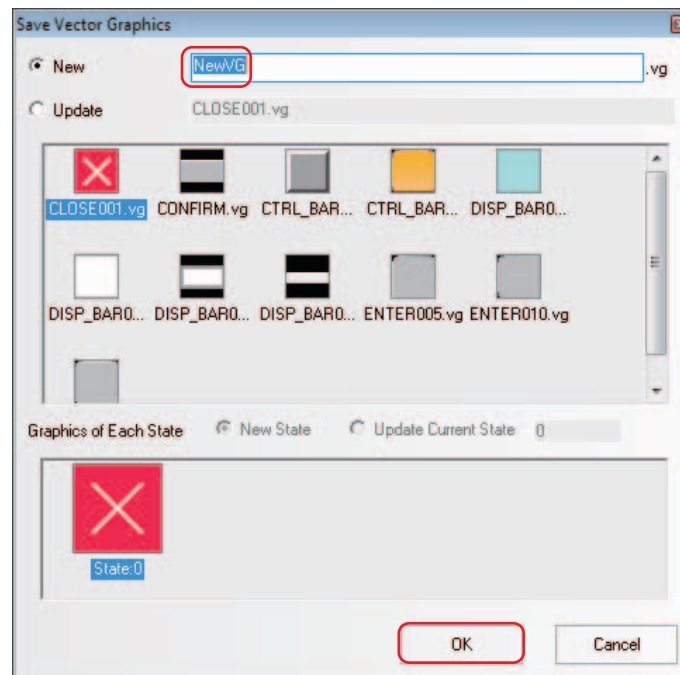 Save Vector Graphics
New NewVG .vg
Update CLOSE001.vg
CLOSE001.vg CONFIRM.vg CTRL_BAR... CTRL_BAR... DISP_BAR0...
DISP_BAR0... DISP_BAR0... DISP_BAR0... ENTER005.vg ENTER010.vg
Graphics of Each State New State Update Current State 0
State:0
OK Cancel